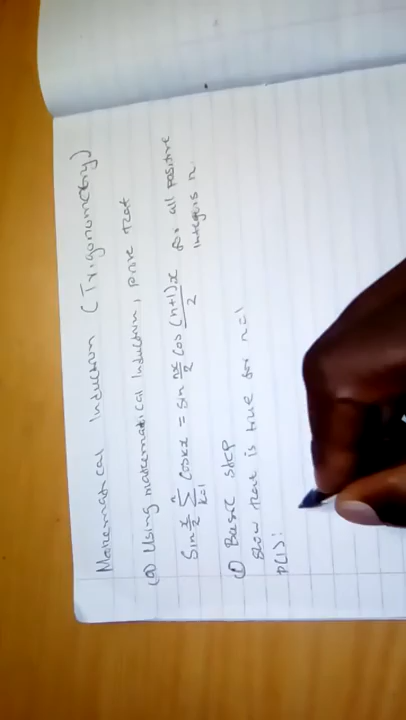 Mathematical Induction (Trigonometry)
(a) Using mathematical Induction, prove that
Sin x/2 ∑_{k=1}^{n} Cos kx = sin nx/2 cos (n+1)x/2 for all positive
integers n.
(i) Basic step
Show that is true for n=1
P(1):